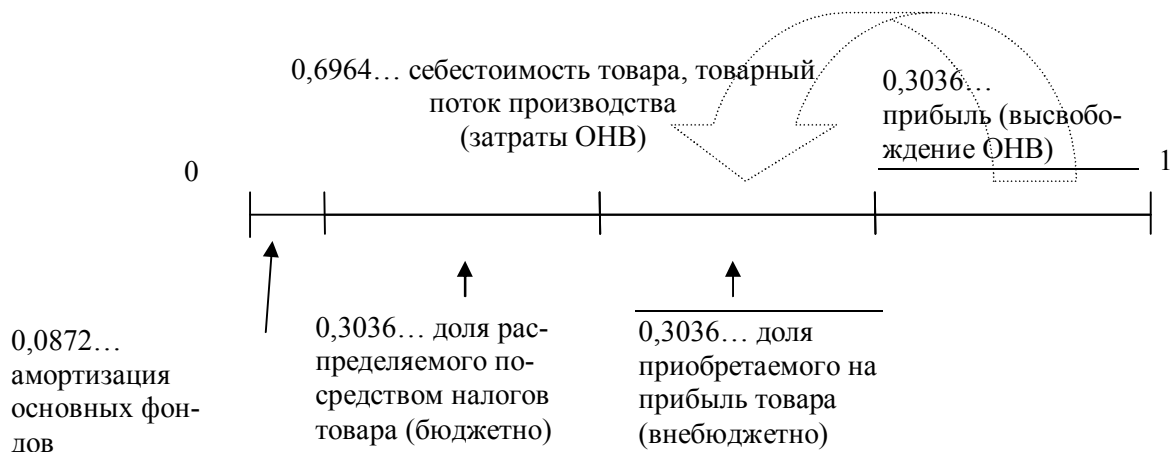 0,6964… себестоимость товара, товарный
поток производства
(затраты ОНВ)
0,3036…
прибыль (высвобо-
ждение ОНВ)
0
1
0,0872…
амортизация
основных фон-
дов
0,3036… доля рас-
пределяемого по-
средством налогов
товара (бюджетно)
0,3036… доля
приобретаемого на
прибыль товара
(внебюджетно)